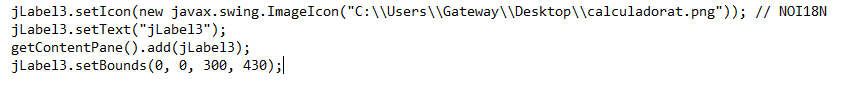 jLabel3.setIcon(new javax.swing.ImageIcon("C:\\Users\\Gateway\\Desktop\\calculadorat.png")); // NOI18N
jLabel3.setText("jLabel3");
getContentPane().add(jLabel3);
jLabel3.setBounds(0, 0, 300, 430);